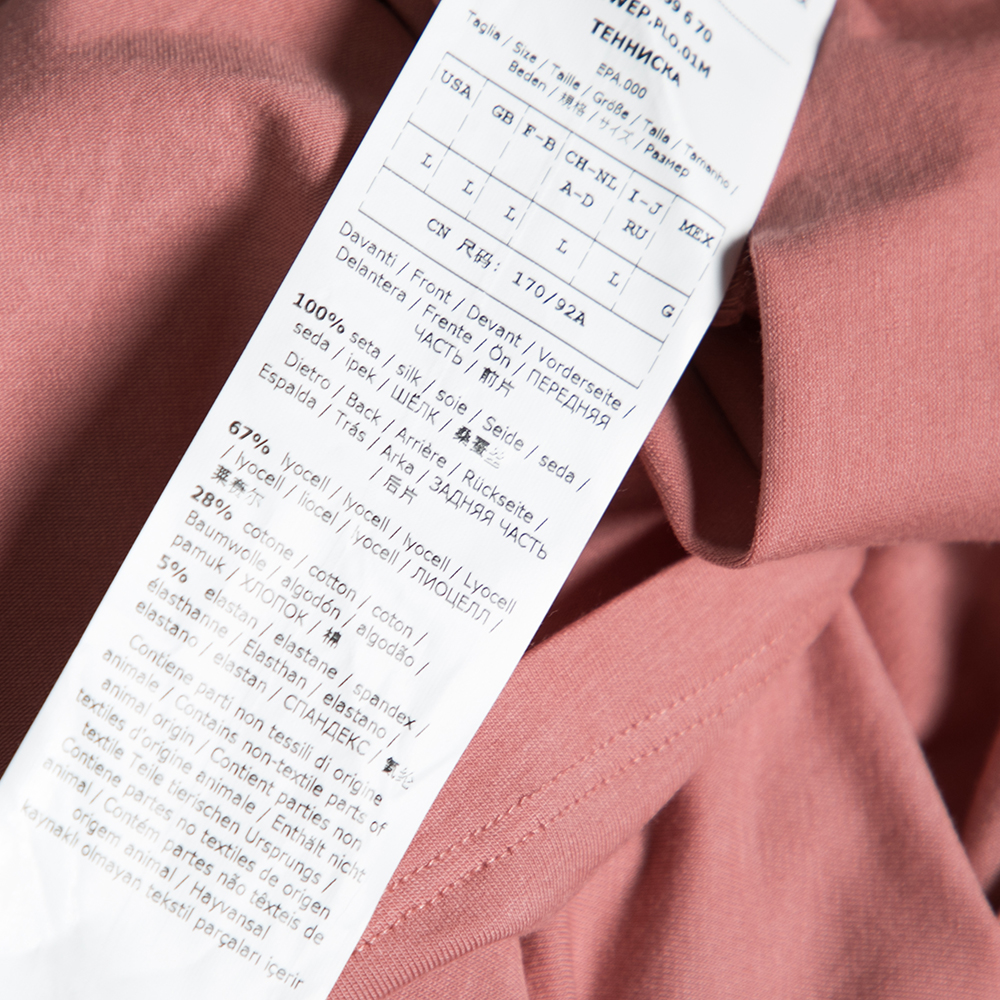 9 6 70
WEP.PLO.01M
ТЕННИСКА
EPA.000
Taglia / Size / Taille / Größe / Talla / Tamanho /
Beden / 規格 / サイズ / Размер
USA GB F-B CH-NL I-J MEX
A-D RU
L L L L L G
CN 尺码: 170/92A
Davanti / Front / Devant / Vorderseite /
Delantera / Frente / Ön / ПЕРЕДНЯЯ
ЧАСТЬ / 前片
100% seta / silk / soie / Seide / seda /
seda / ipek / ШЁЛК / 桑蚕丝
Dietro / Back / Arrière / Rückseite /
Espalda / Trás / Arka / ЗАДНЯЯ ЧАСТЬ
/ 后片
67% lyocell / lyocell / lyocell / Lyocell
/ lyocell / liocel / lyocell / ЛИОЦЕЛЛ /
莱赛尔
28% cotone / cotton / coton /
Baumwolle / algodón / algodão /
pamuk / ХЛОПОК / 棉
5% elastan / elastane / spandex /
élasthanne / Elasthan / elastano /
elastano / elastan / СПАНДЕКС / 氨纶
Contiene parti non tessili di origine
animale / Contains non-textile parts of
animal origin / Contient parties non
textiles d'origine animale / Enthält nicht
textile Teile tierischen Ursprungs /
Contiene partes no textiles de origen
animal / Contém partes não têxteis de
origem animal / Hayvansal
kaynaklı olmayan tekstil parçaları içerir